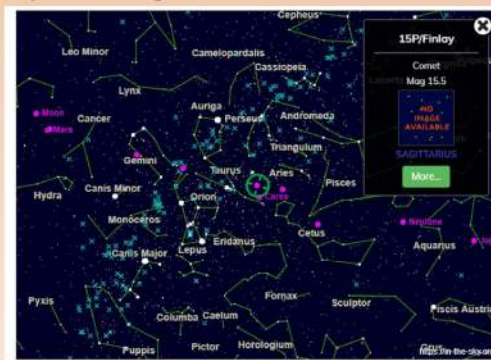 Cepheus
15P/Finlay
Leo Minor
Camelopardalis
Cassiopeia
Comet
Mag 15.5
Lynx
Moon
Mars
Cancer
Auriga
Perseus
Andromeda
NO
IMAGE
AVAILABLE
Triangulum
SAGITTARIUS
Gemini
Taurus
Aries
Pisces
More...
Hydra
Canis Minor
Orion
Ceres
Monoceros
Cetus
Neptune
Canis Major
Lepus
Eridanus
Aquarius
Pyxis
Fornax
Sculptor
Columba
Caelum
Piscis Austri
Puppis
Pictor
Horologium
Grus